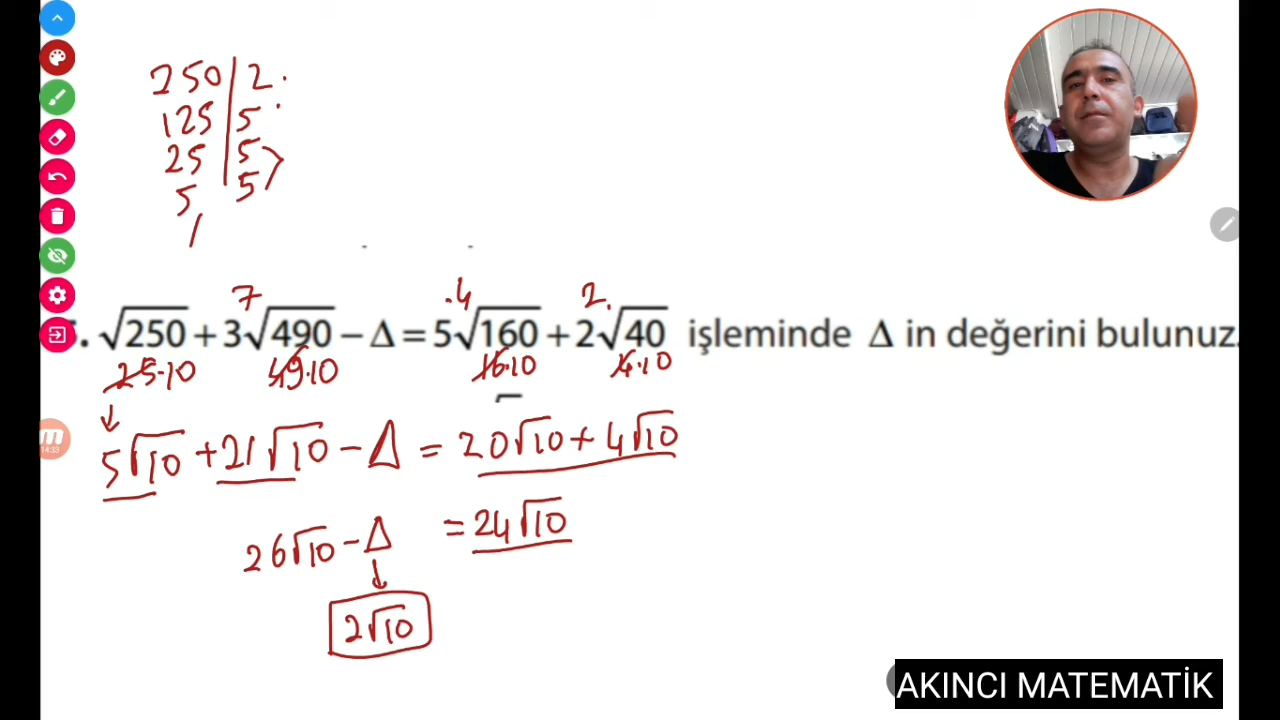 250 | 2
125 | 5
25 | 5
5 | 5
1
7 .4 2.
. √250 + 3√490 − Δ = 5√160 + 2√40 işleminde Δ in değerini bulunuz.
25·10 49·10 16·10 4·10
↓
5√10 + 21√10 − Δ = 20√10 + 4√10
26√10 − Δ = 24√10
↓
2√10
14:33
AKINCI MATEMATİK